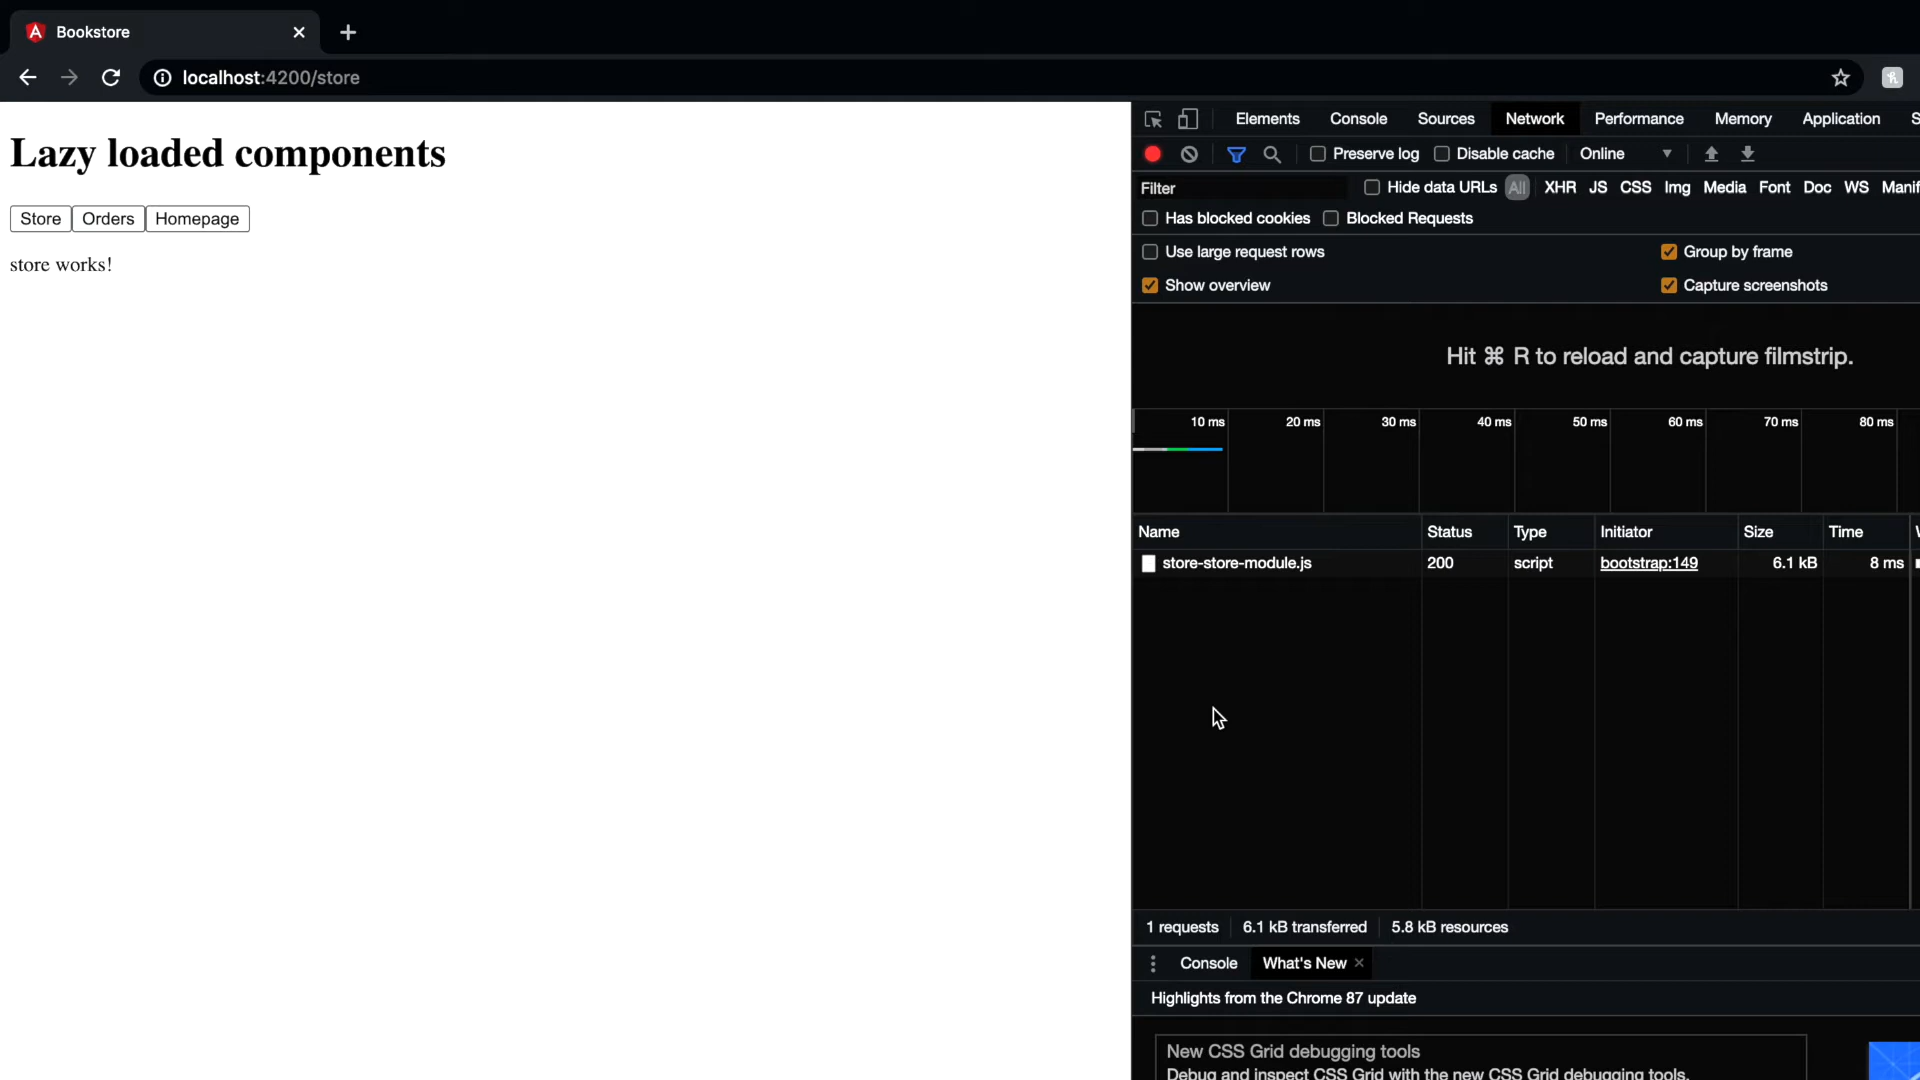 Bookstore
localhost:4200/store
Lazy loaded components
Store Orders Homepage
store works!
Elements Console Sources Network Performance Memory Application S
Preserve log Disable cache Online
Filter Hide data URLs All XHR JS CSS Img Media Font Doc WS Manif
Has blocked cookies Blocked Requests
Use large request rows Group by frame
Show overview Capture screenshots
Hit ⌘ R to reload and capture filmstrip.
10 ms 20 ms 30 ms 40 ms 50 ms 60 ms 70 ms 80 ms
Name Status Type Initiator Size Time
store-store-module.js 200 script bootstrap:149 6.1 kB 8 ms
1 requests 6.1 kB transferred 5.8 kB resources
Console What's New
Highlights from the Chrome 87 update
New CSS Grid debugging tools
Debug and inspect CSS Grid with the new CSS Grid debugging tools.